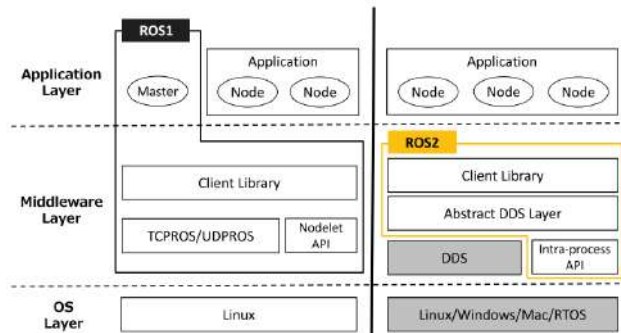 ROS1
Application
Layer
Master
Application
Node
Node
Application
Node
Node
Node
Middleware
Layer
Client Library
TCPROS/UDPROS
Nodelet
API
ROS2
Client Library
Abstract DDS Layer
DDS
Intra-process
API
OS
Layer
Linux
Linux/Windows/Mac/RTOS